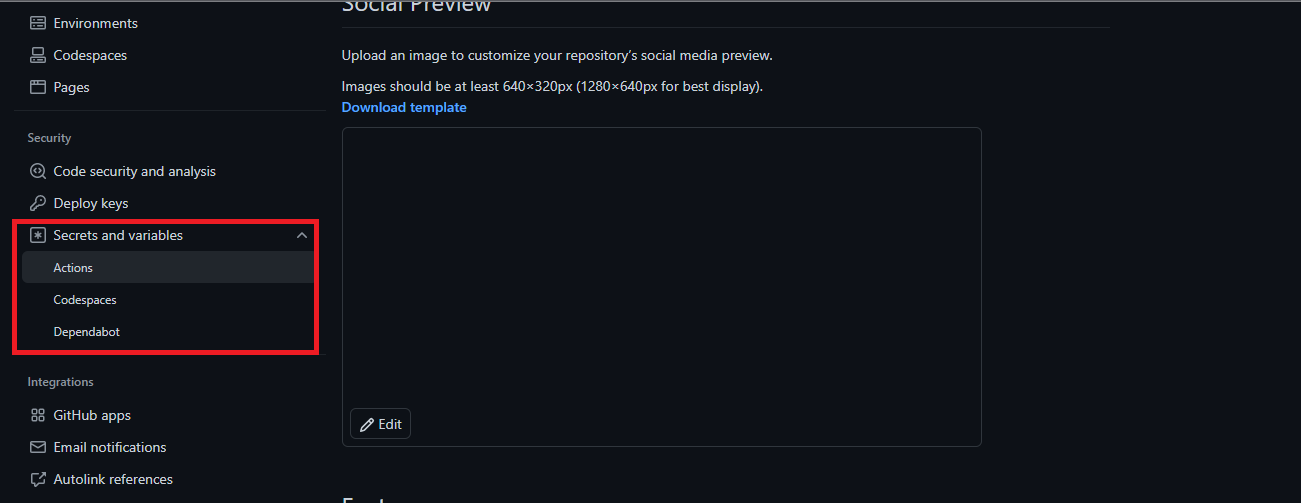 Environments
Codespaces
Pages
Security
Code security and analysis
Deploy keys
Secrets and variables
Actions
Codespaces
Dependabot
Integrations
GitHub apps
Email notifications
Autolink references
Social Preview
Upload an image to customize your repository’s social media preview.
Images should be at least 640×320px (1280×640px for best display).
Download template
Edit